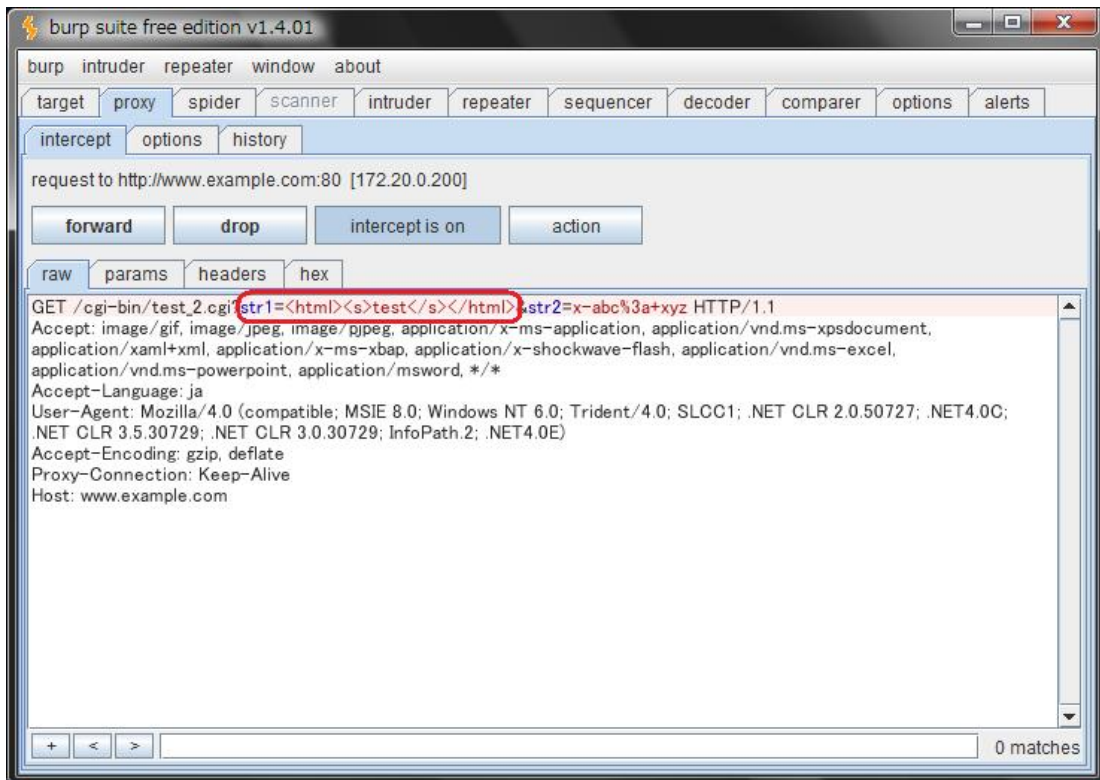 burp suite free edition v1.4.01
burp intruder repeater window about
target proxy spider scanner intruder repeater sequencer decoder comparer options alerts
intercept options history
request to http://www.example.com:80 [172.20.0.200]
forward drop intercept is on action
raw params headers hex
GET /cgi-bin/test_2.cgi?str1=<html><s>test</s></html>&str2=x-abc%3a+xyz HTTP/1.1
Accept: image/gif, image/jpeg, image/pjpeg, application/x-ms-application, application/vnd.ms-xpsdocument,
application/xaml+xml, application/x-ms-xbap, application/x-shockwave-flash, application/vnd.ms-excel,
application/vnd.ms-powerpoint, application/msword, */*
Accept-Language: ja
User-Agent: Mozilla/4.0 (compatible; MSIE 8.0; Windows NT 6.0; Trident/4.0; SLCC1; .NET CLR 2.0.50727; .NET4.0C;
.NET CLR 3.5.30729; .NET CLR 3.0.30729; InfoPath.2; .NET4.0E)
Accept-Encoding: gzip, deflate
Proxy-Connection: Keep-Alive
Host: www.example.com
+ < > 0 matches